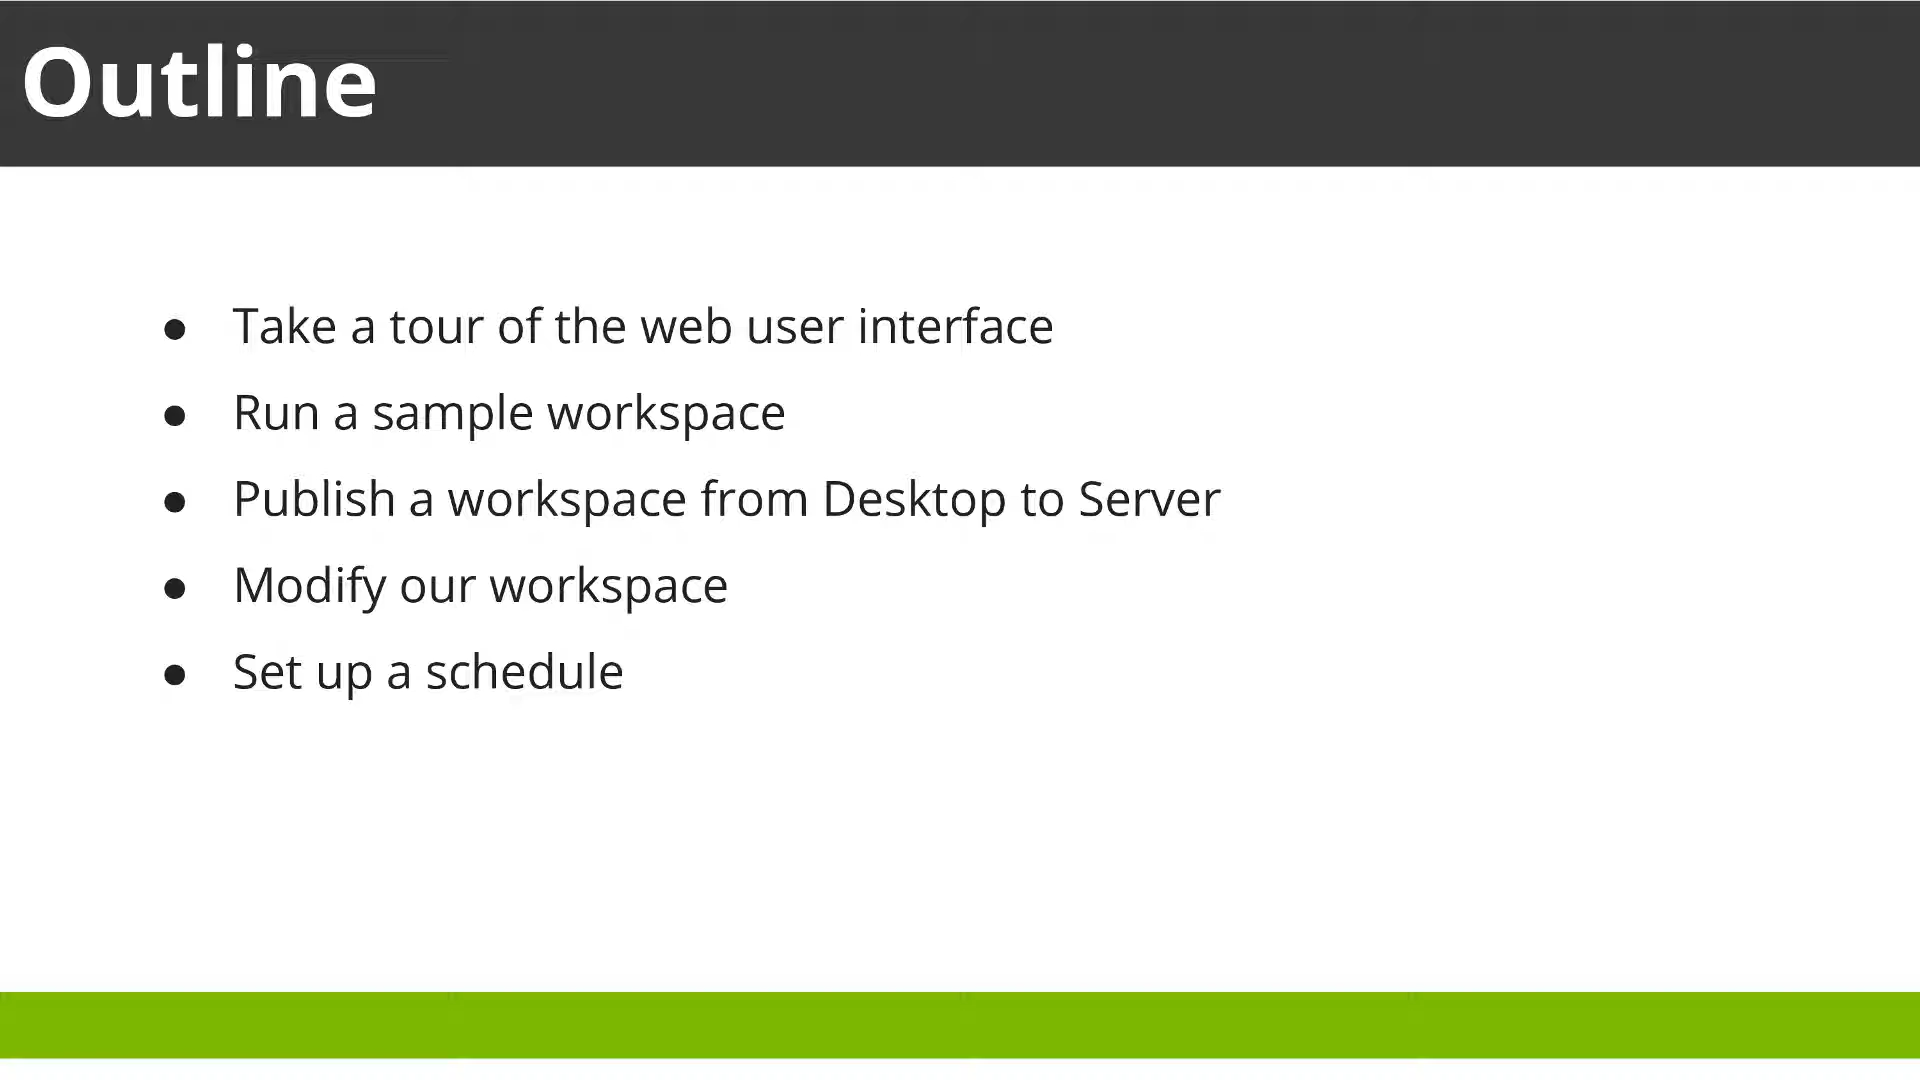 Outline
● Take a tour of the web user interface
● Run a sample workspace
● Publish a workspace from Desktop to Server
● Modify our workspace
● Set up a schedule